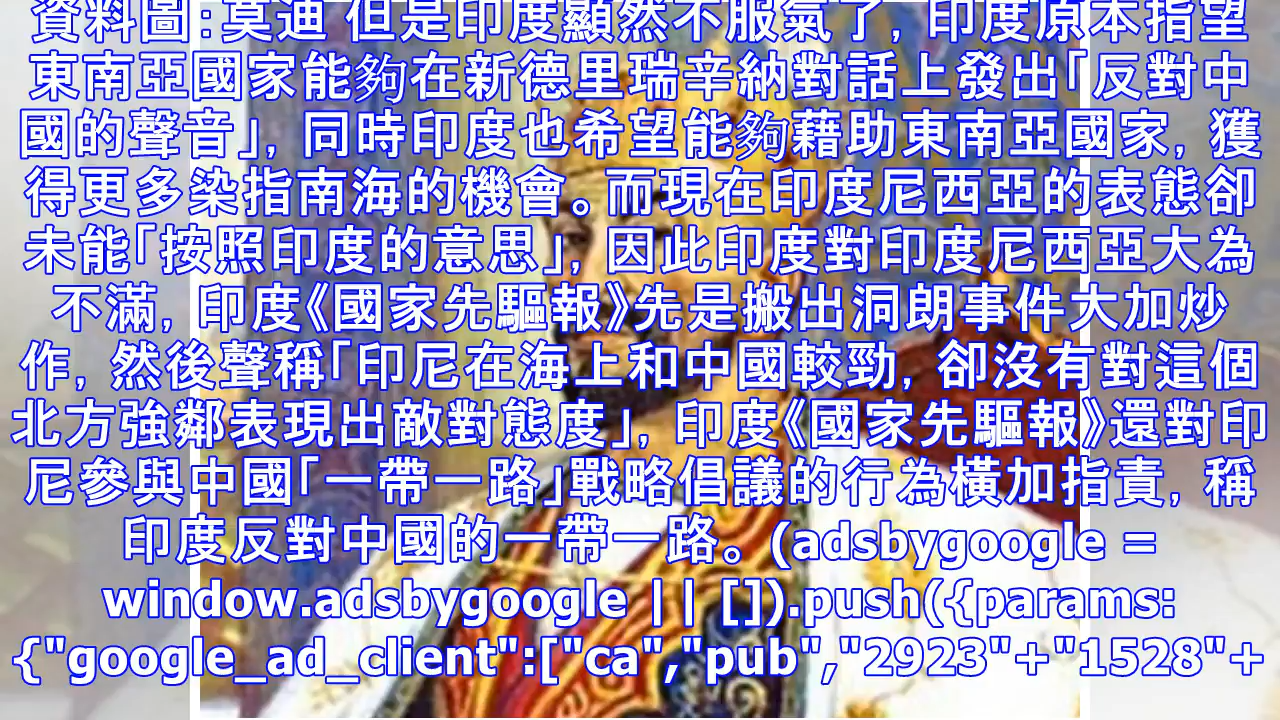 資料圖:莫迪 但是印度顯然不服氣了, 印度原本指望
東南亞國家能夠在新德里瑞辛納對話上發出「反對中
國的聲音」, 同時印度也希望能夠藉助東南亞國家, 獲
得更多染指南海的機會。而現在印度尼西亞的表態卻
未能「按照印度的意思」, 因此印度對印度尼西亞大為
不滿, 印度《國家先驅報》先是搬出洞朗事件大加炒
作, 然後聲稱「印尼在海上和中國較勁, 卻沒有對這個
北方強鄰表現出敵對態度」, 印度《國家先驅報》還對印
尼參與中國「一帶一路」戰略倡議的行為橫加指責, 稱
印度反對中國的一帶一路。 (adsbygoogle =
window.adsbygoogle || []).push({params:
{"google_ad_client":["ca","pub","2923"+"1528"+